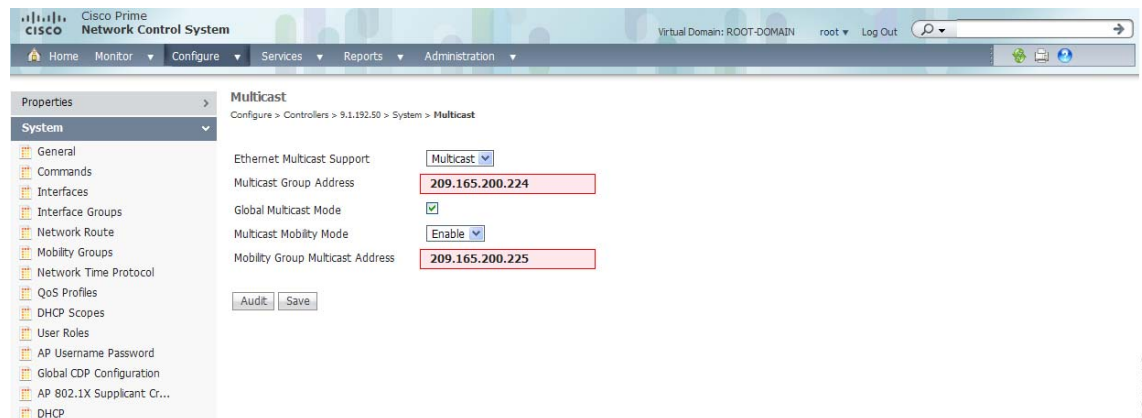 Cisco Prime
CISCO Network Control System
Virtual Domain: ROOT-DOMAIN root Log Out
Home Monitor Configure Services Reports Administration
Properties
System
General
Commands
Interfaces
Interface Groups
Network Route
Mobility Groups
Network Time Protocol
QoS Profiles
DHCP Scopes
User Roles
AP Username Password
Global CDP Configuration
AP 802.1X Supplicant Cr...
DHCP
Multicast
Configure > Controllers > 9.1.192.50 > System > Multicast
Ethernet Multicast Support Multicast
Multicast Group Address 209.165.200.224
Global Multicast Mode
Multicast Mobility Mode Enable
Mobility Group Multicast Address 209.165.200.225
Audit Save